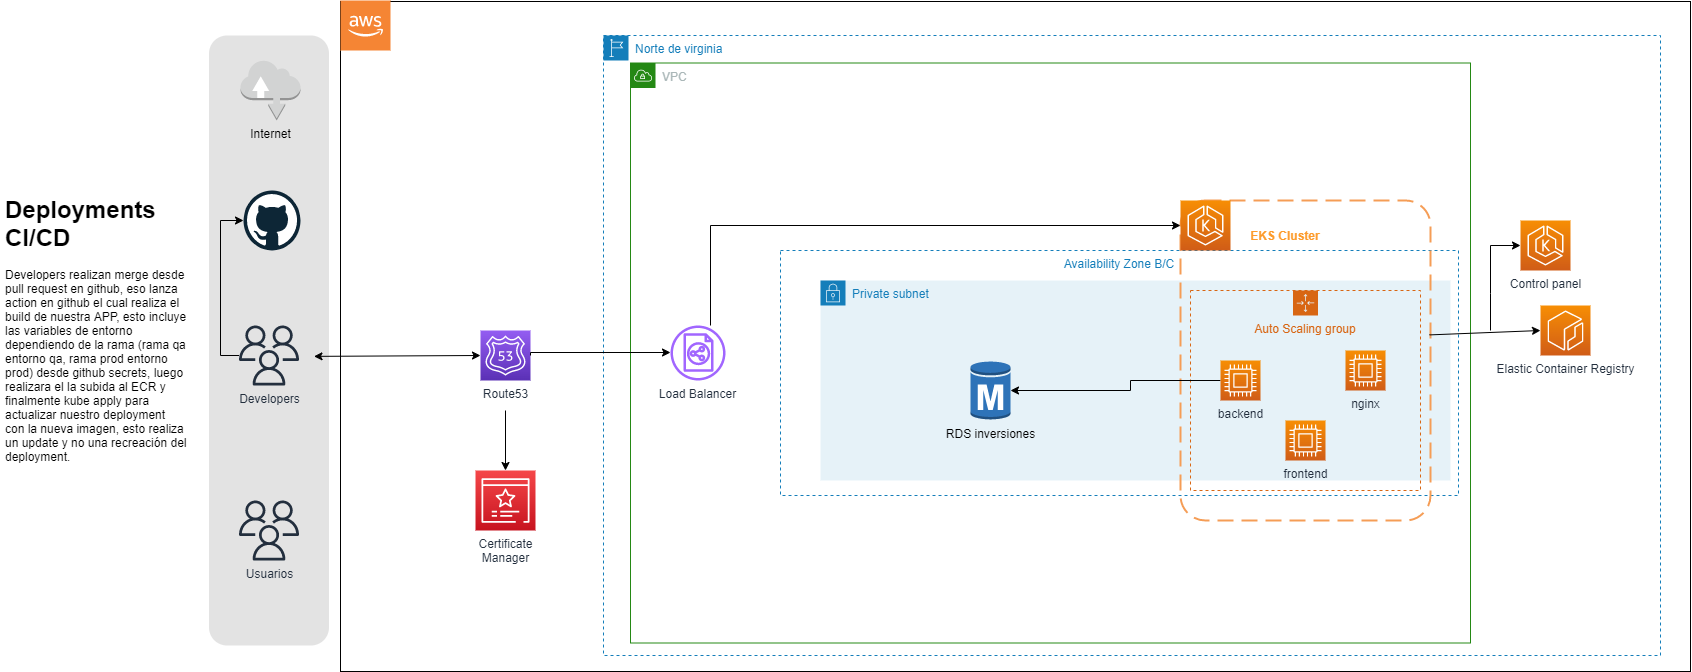 aws
Norte de virginia
VPC
Internet
Deployments
CI/CD
Developers realizan merge desde
pull request en github, eso lanza
action en github el cual realiza el
build de nuestra APP, esto incluye
las variables de entorno
dependiendo de la rama (rama qa
entorno qa, rama prod entorno
prod) desde github secrets, luego
realizara el la subida al ECR y
finalmente kube apply para
actualizar nuestro deployment
con la nueva imagen, esto realiza
un update y no una recreación del
deployment.
Developers
Usuarios
53
Route53
Certificate
Manager
Load Balancer
K
EKS Cluster
Availability Zone B/C
Private subnet
Auto Scaling group
M
RDS inversiones
backend
nginx
frontend
K
Control panel
Elastic Container Registry